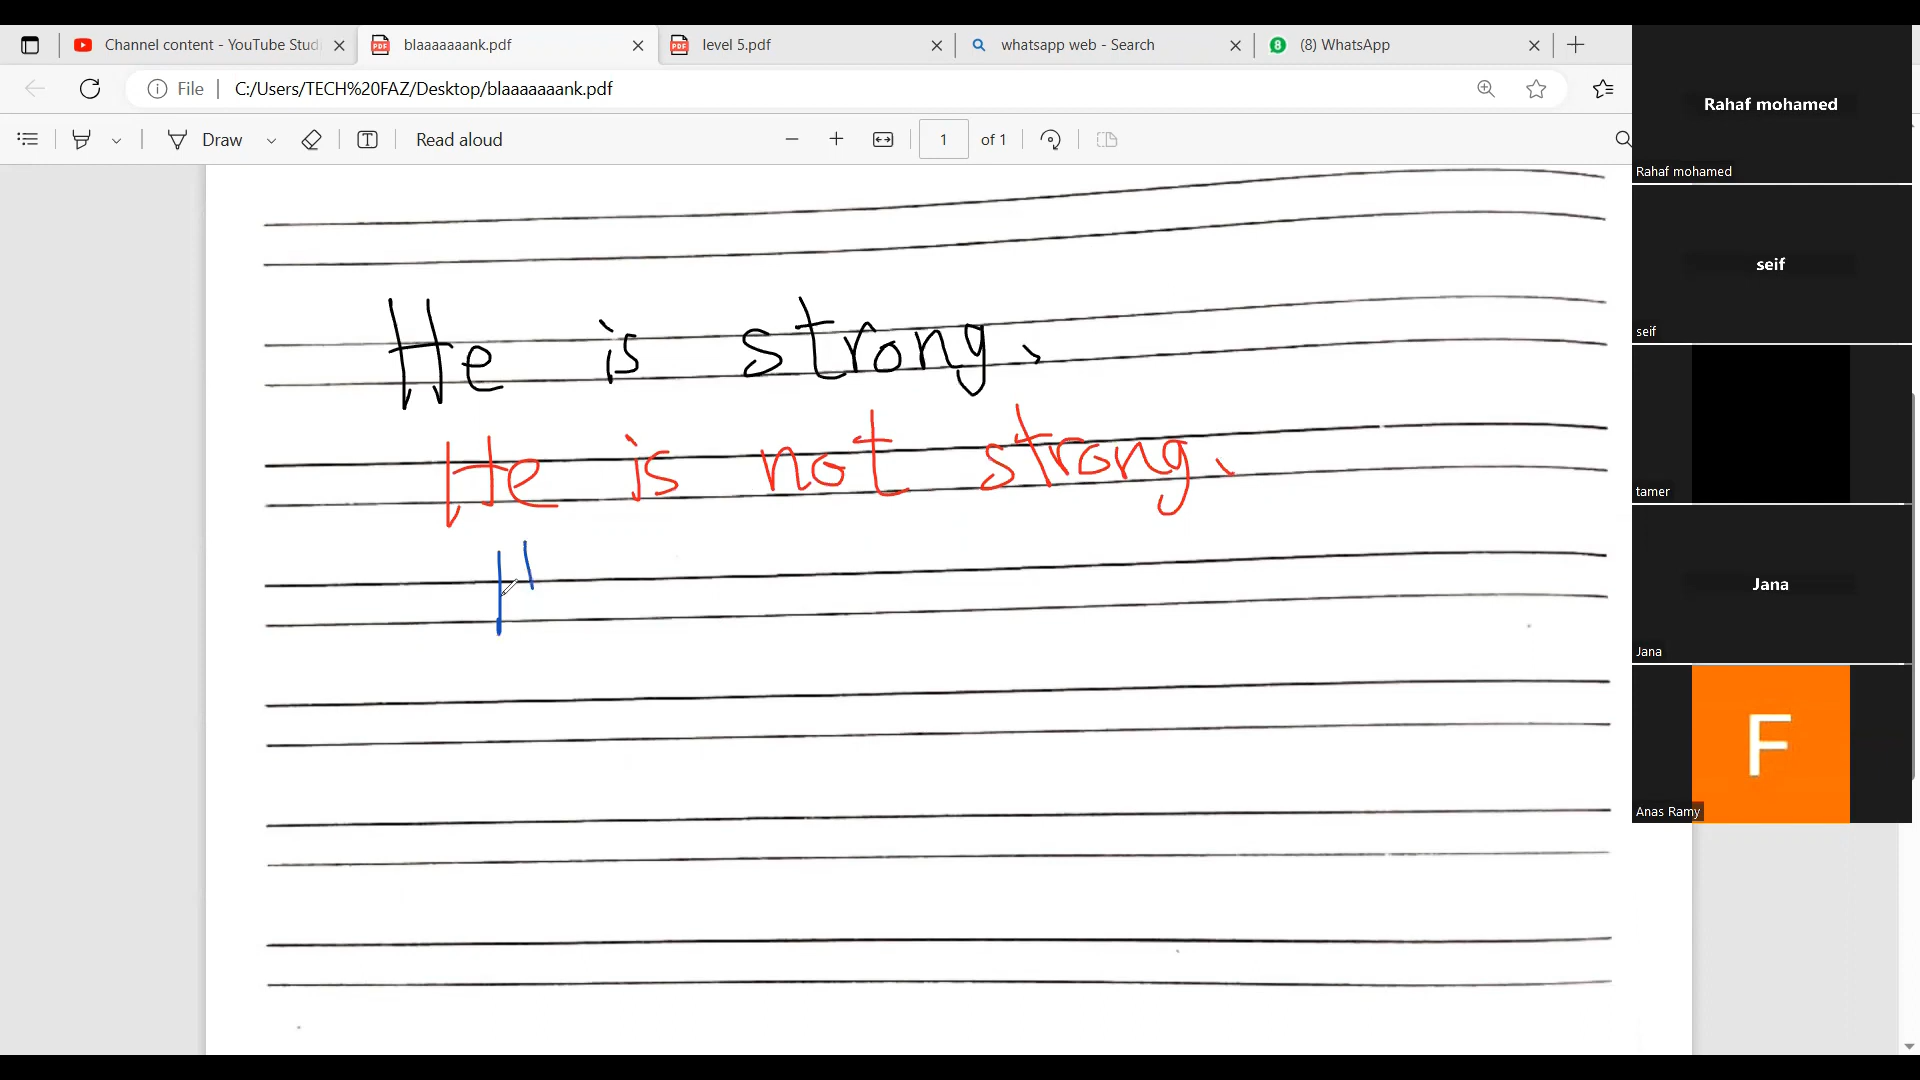 Channel content - YouTube Studi
blaaaaaaank.pdf
level 5.pdf
whatsapp web - Search
(8) WhatsApp
File
C:/Users/TECH%20FAZ/Desktop/blaaaaaaank.pdf
Draw
Read aloud
1
of 1
He is strong.
He is not strong.
H
Rahaf mohamed
Rahaf mohamed
seif
seif
tamer
Jana
Jana
F
Anas Ramy